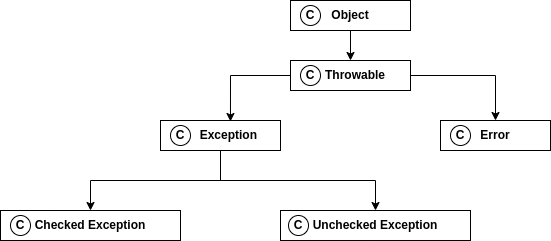 C Object
C Throwable
C Exception
C Error
C Checked Exception
C Unchecked Exception